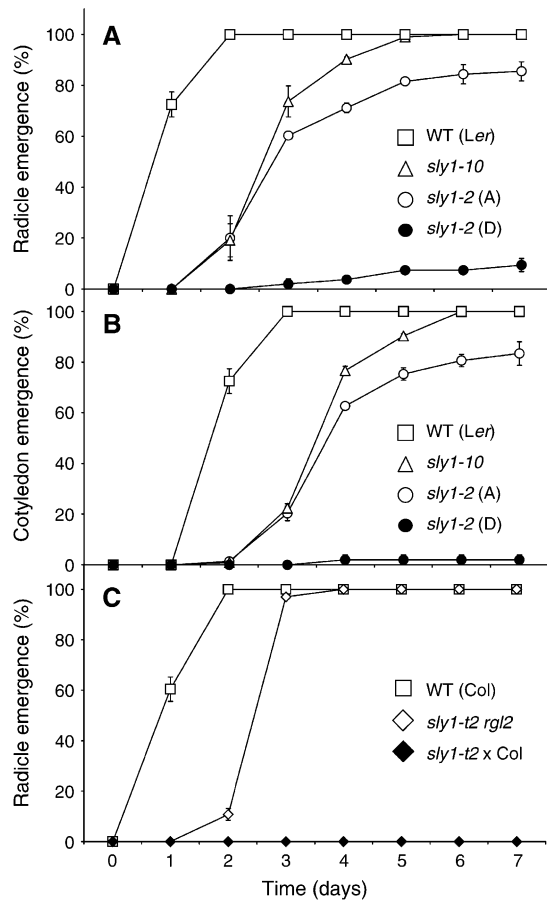 A
Radicle emergence (%)
100
80
60
40
20
0
WT (Ler)
sly1-10
sly1-2 (A)
sly1-2 (D)
B
Cotyledon emergence (%)
100
80
60
40
20
0
WT (Ler)
sly1-10
sly1-2 (A)
sly1-2 (D)
C
Radicle emergence (%)
100
80
60
40
20
0
WT (Col)
sly1-t2 rgl2
sly1-t2 x Col
0 1 2 3 4 5 6 7
Time (days)